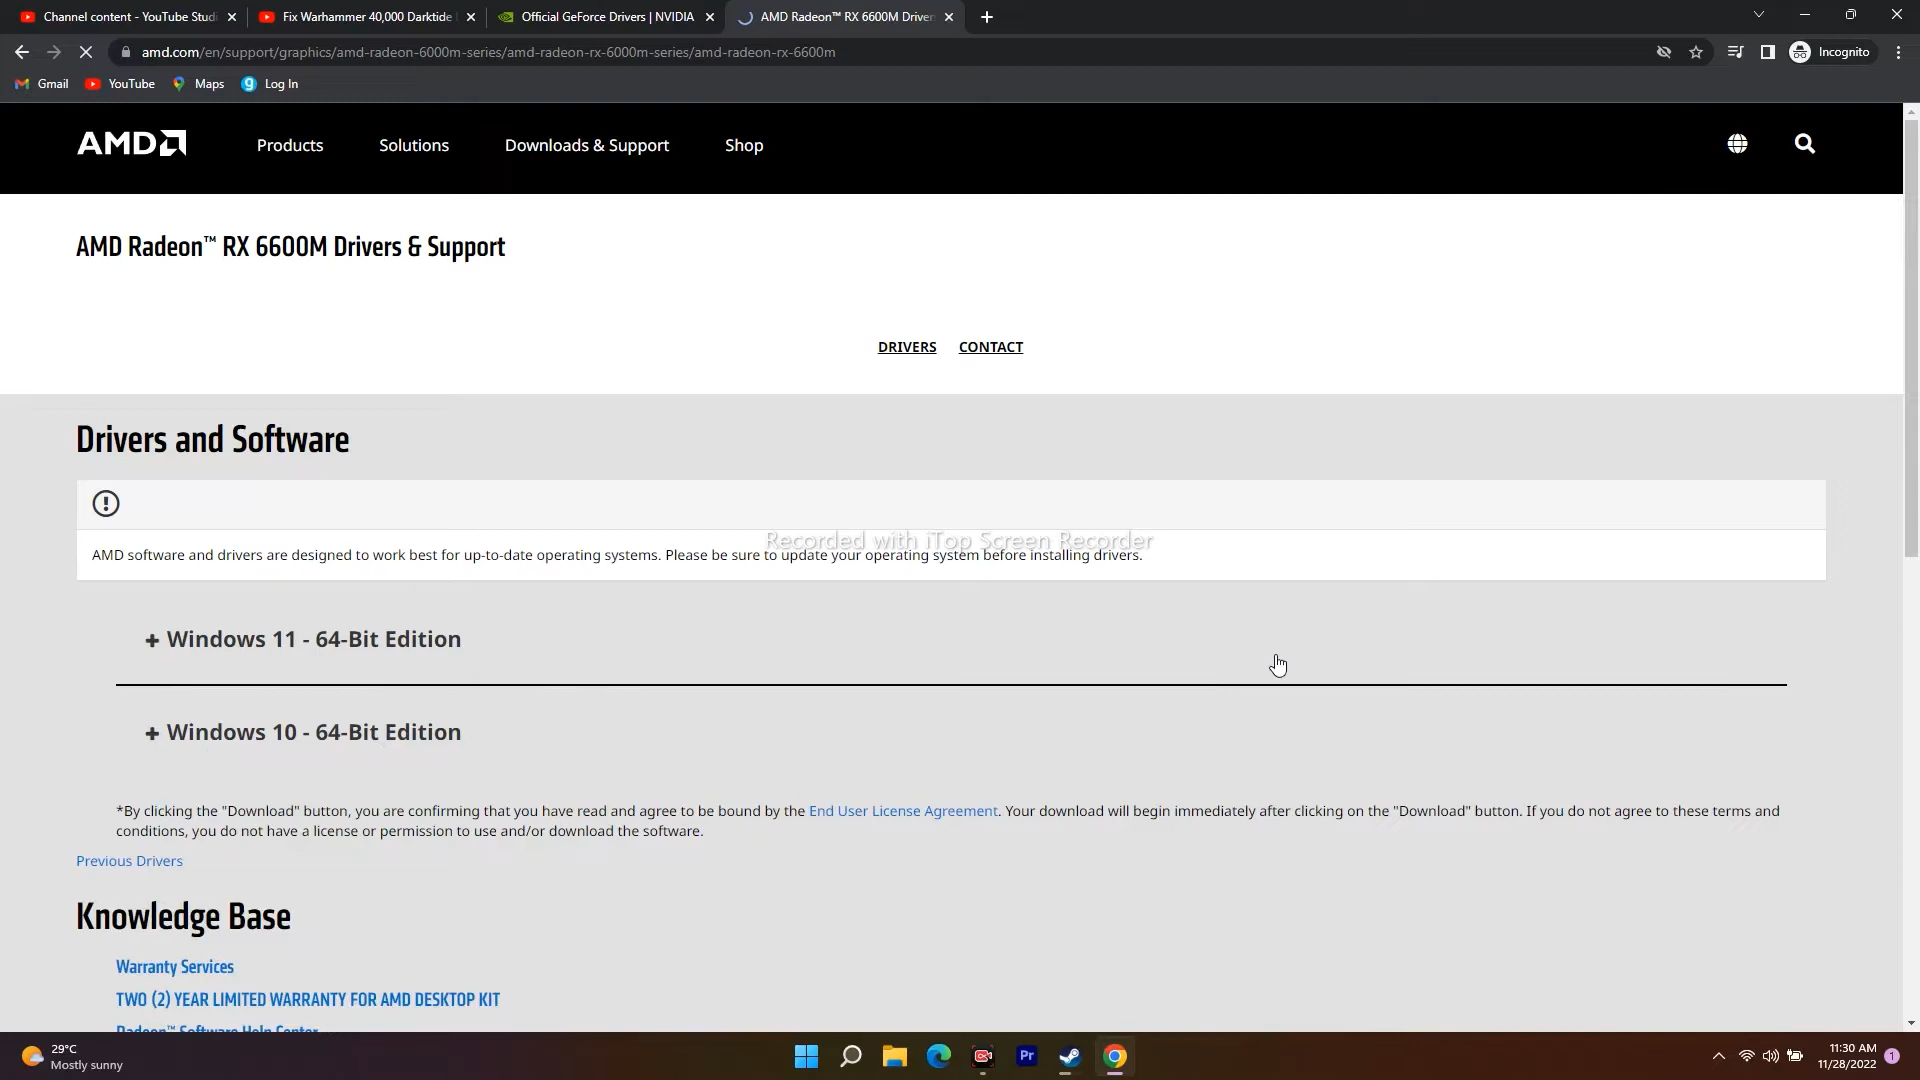 Channel content - YouTube Studi
Fix Warhammer 40,000 Darktide
Official GeForce Drivers | NVIDIA
AMD Radeon™ RX 6600M Driver
amd.com/en/support/graphics/amd-radeon-6000m-series/amd-radeon-rx-6000m-series/amd-radeon-rx-6600m
Incognito
Gmail
YouTube
Maps
Log In
AMD
Products
Solutions
Downloads & Support
Shop
AMD Radeon™ RX 6600M Drivers & Support
DRIVERS
CONTACT
Drivers and Software
Recorded with iTop Screen Recorder
AMD software and drivers are designed to work best for up-to-date operating systems. Please be sure to update your operating system before installing drivers.
+ Windows 11 - 64-Bit Edition
+ Windows 10 - 64-Bit Edition
*By clicking the "Download" button, you are confirming that you have read and agree to be bound by the End User License Agreement. Your download will begin immediately after clicking on the "Download" button. If you do not agree to these terms and
conditions, you do not have a license or permission to use and/or download the software.
Previous Drivers
Knowledge Base
Warranty Services
TWO (2) YEAR LIMITED WARRANTY FOR AMD DESKTOP KIT
Radeon™ Software Help Center
29°C
Mostly sunny
Pr
11:30 AM
11/28/2022
1